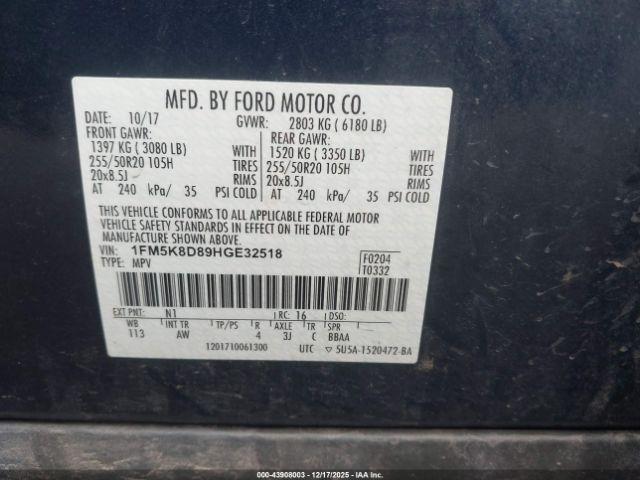 MFD. BY FORD MOTOR CO.
DATE: 10/17 GVWR: 2803 KG ( 6180 LB)
FRONT GAWR: REAR GAWR:
1397 KG ( 3080 LB) WITH 1520 KG ( 3350 LB) WITH
255/50R20 105H TIRES 255/50R20 105H TIRES
20x8.5J RIMS 20x8.5J RIMS
AT 240 kPa/ 35 PSI COLD AT 240 kPa/ 35 PSI COLD
THIS VEHICLE CONFORMS TO ALL APPLICABLE FEDERAL MOTOR
VEHICLE SAFETY STANDARDS IN EFFECT ON THE DATE OF
MANUFACTURE SHOWN ABOVE.
VIN: 1FM5K8D89HGE32518 F0204
TYPE: MPV T0332
EXT PNT: N1 RC: 16 DSO:
WB INT TR TP/PS R AXLE TR SPR
113 AW 4 3J C BBAA
1201710061300 UTC ▽ 5U5A-1520472-BA
000-43908003 - 12/17/2025 - IAA Inc.